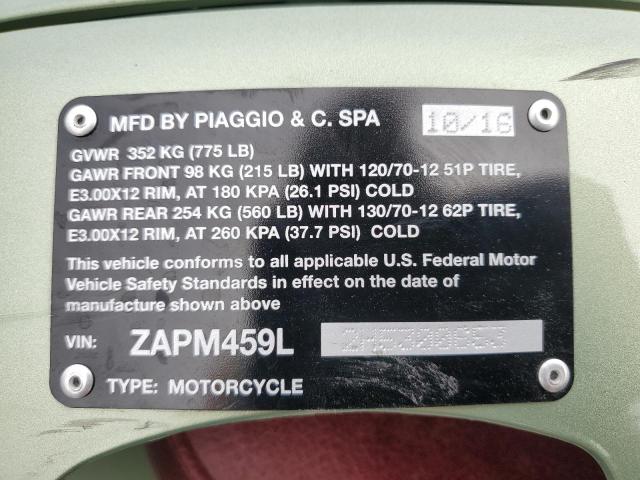 MFD BY PIAGGIO & C. SPA 10/16
GVWR 352 KG (775 LB)
GAWR FRONT 98 KG (215 LB) WITH 120/70-12 51P TIRE,
E3.00X12 RIM, AT 180 KPA (26.1 PSI) COLD
GAWR REAR 254 KG (560 LB) WITH 130/70-12 62P TIRE,
E3.00X12 RIM, AT 260 KPA (37.7 PSI) COLD
This vehicle conforms to all applicable U.S. Federal Motor
Vehicle Safety Standards in effect on the date of
manufacture shown above
VIN: ZAPM459L
TYPE: MOTORCYCLE